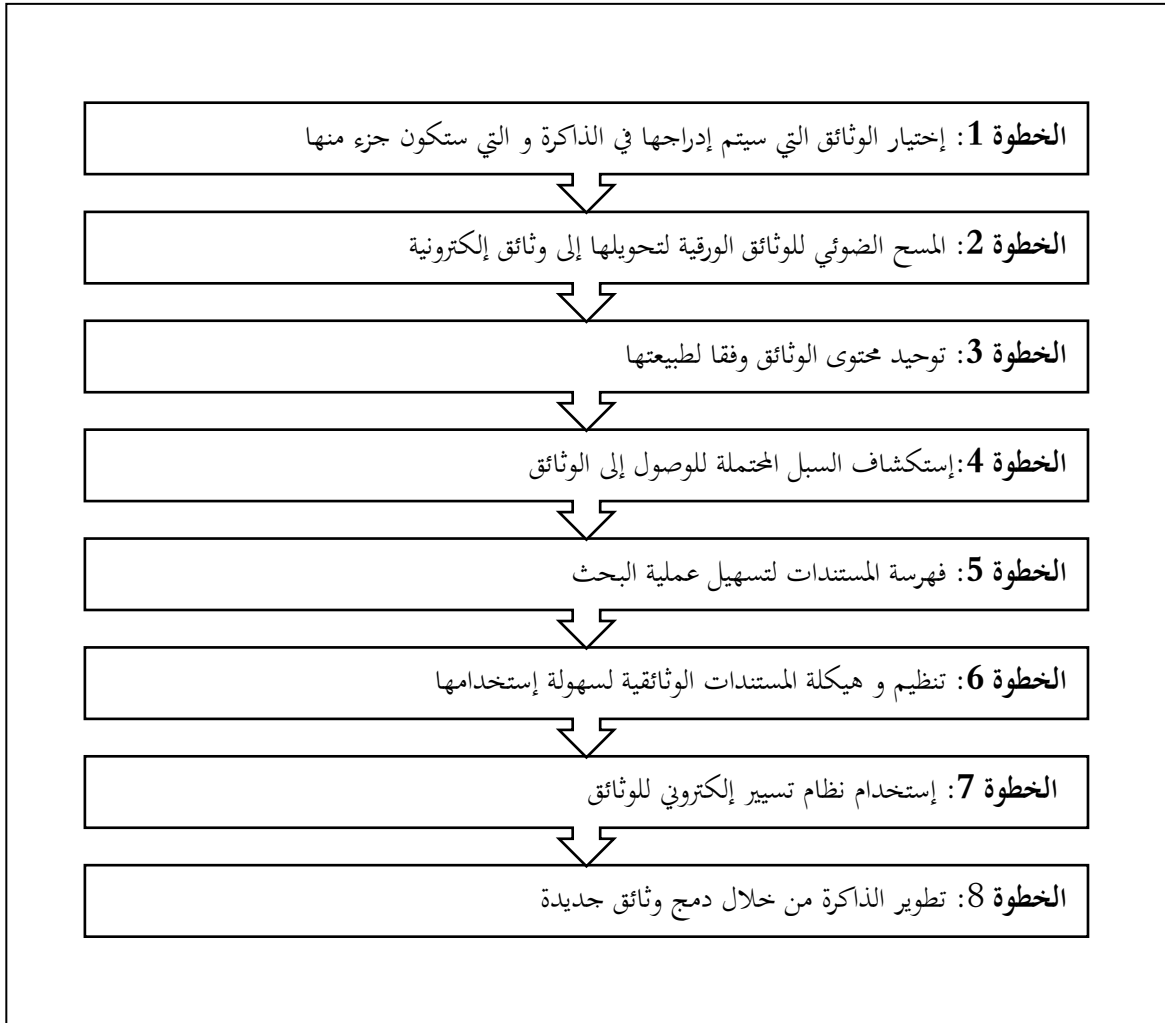 الخطوة 1: إختيار الوثائق التي سيتم إدراجها في الذاكرة و التي ستكون جزء منها
الخطوة 2: المسح الضوئي للوثائق الورقية لتحويلها إلى وثائق إلكترونية
الخطوة 3: توحيد محتوى الوثائق وفقا لطبيعتها
الخطوة 4:إستكشاف السبل المحتملة للوصول إلى الوثائق
الخطوة 5: فهرسة المستندات لتسهيل عملية البحث
الخطوة 6: تنظيم و هيكلة المستندات الوثائقية لسهولة إستخدامها
الخطوة 7: إستخدام نظام تسيير إلكتروني للوثائق
الخطوة 8: تطوير الذاكرة من خلال دمج وثائق جديدة